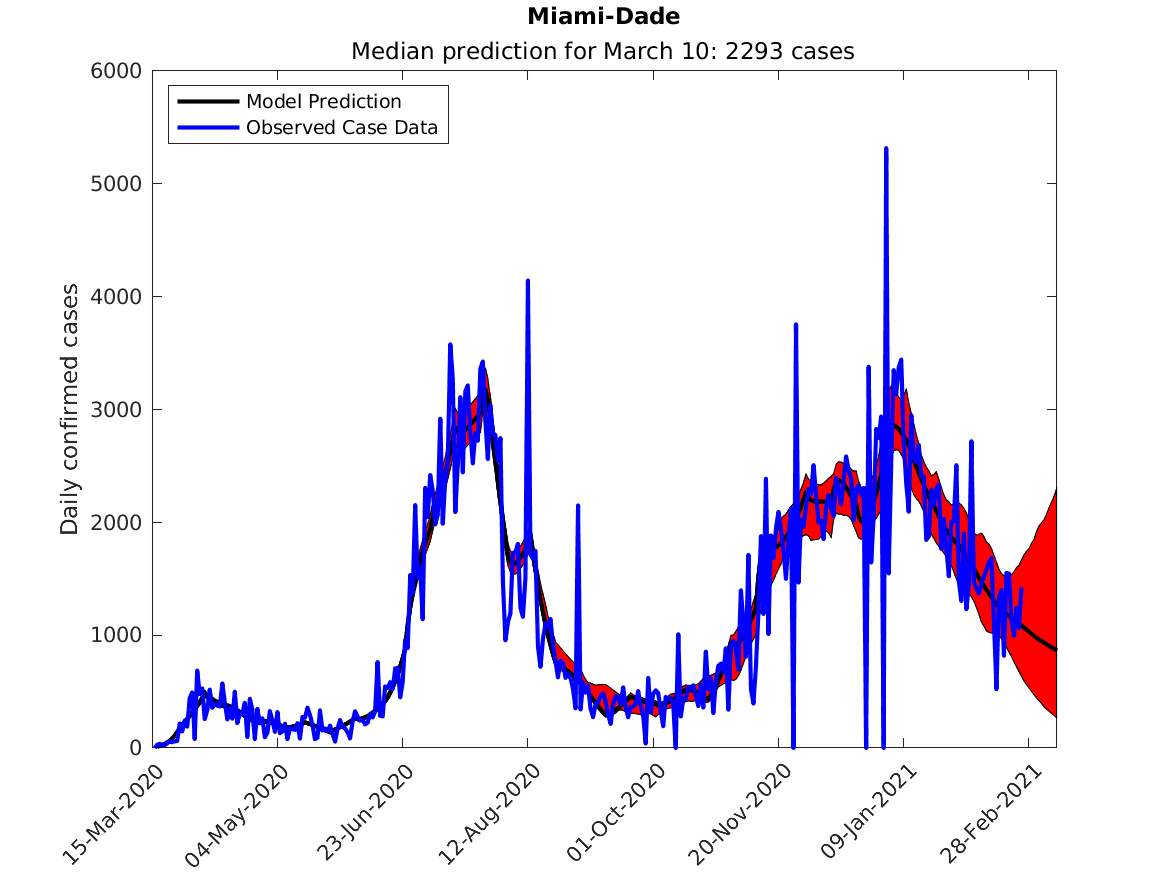 Miami-Dade
Median prediction for March 10: 2293 cases
Model Prediction
Observed Case Data
Daily confirmed cases
6000
5000
4000
3000
2000
1000
0
15-Mar-2020
04-May-2020
23-Jun-2020
12-Aug-2020
01-Oct-2020
20-Nov-2020
09-Jan-2021
28-Feb-2021